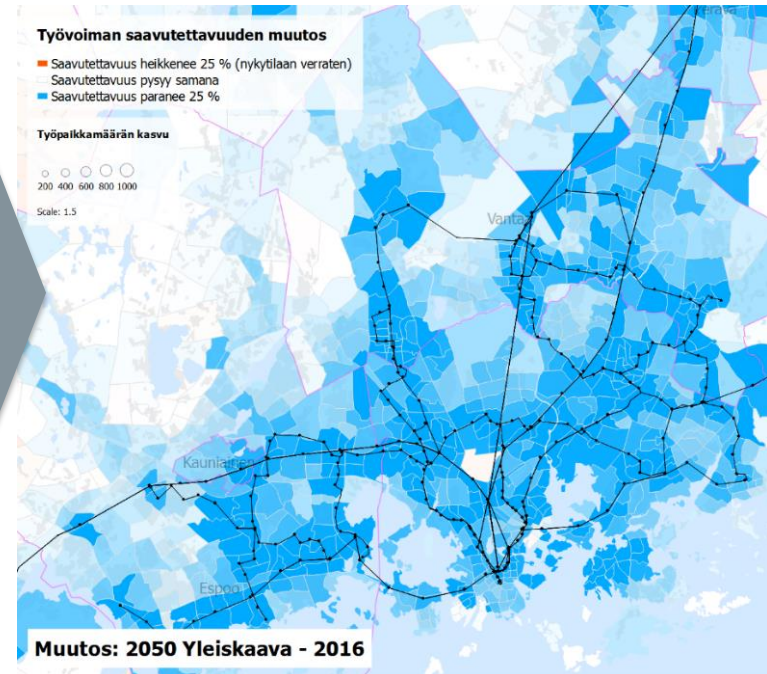 Työvoiman saavutettavuuden muutos
Saavutettavuus heikkenee 25 % (nykytilaan verraten)
Saavutettavuus pysyy samana
Saavutettavuus paranee 25 %
Työpaikkamäärän kasvu
200 400 600 800 1000
Scale: 1.5
Vantaa
Kauniainen
Espoo
Muutos: 2050 Yleiskaava - 2016